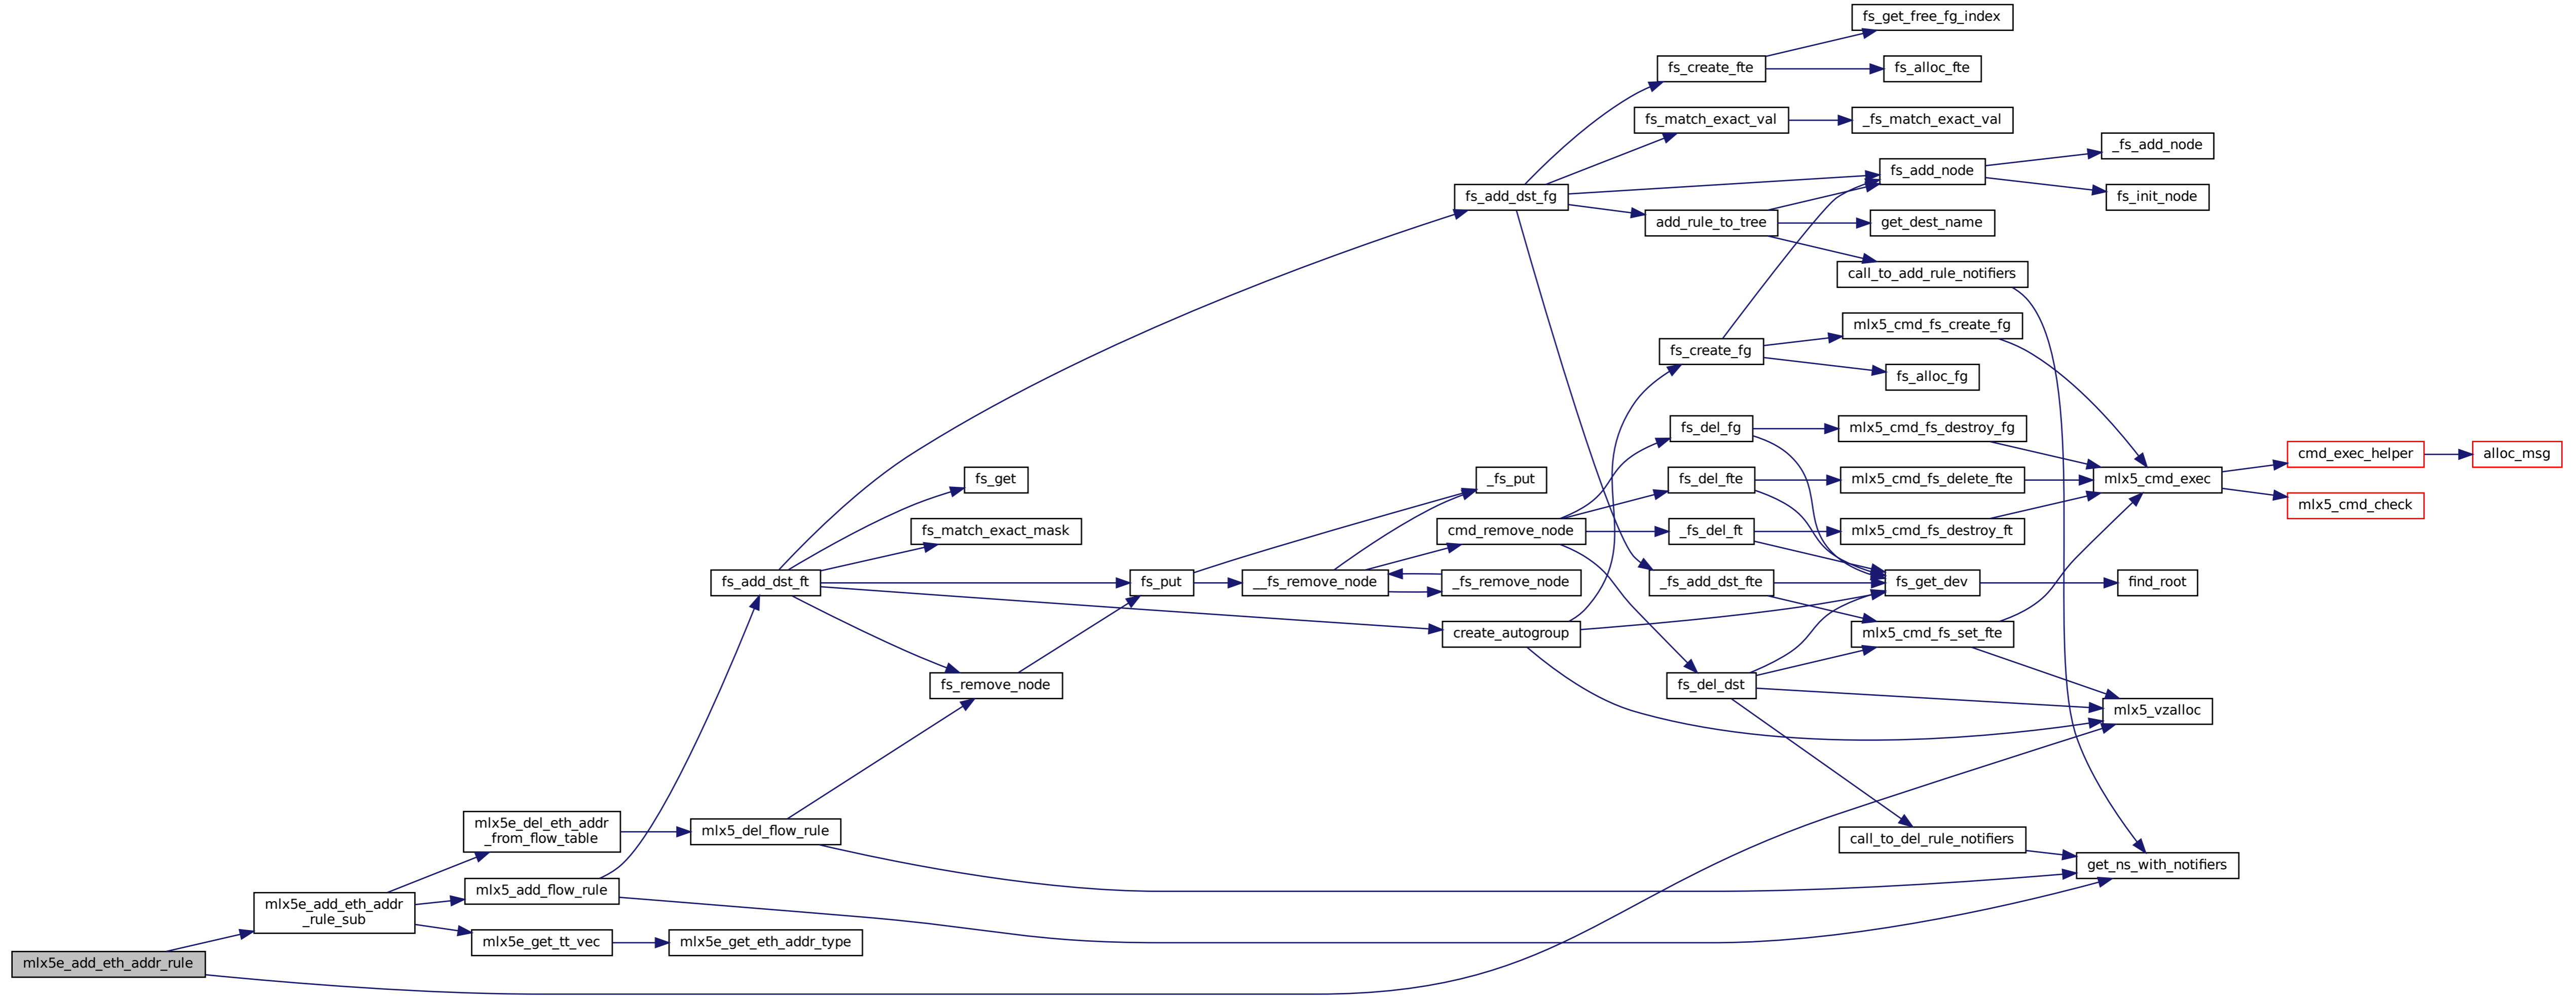 fs_get_free_fg_index
fs_create_fte
fs_alloc_fte
fs_match_exact_val
_fs_match_exact_val
_fs_add_node
fs_add_node
fs_add_dst_fg
fs_init_node
add_rule_to_tree
get_dest_name
call_to_add_rule_notifiers
mlx5_cmd_fs_create_fg
fs_create_fg
fs_alloc_fg
fs_del_fg
mlx5_cmd_fs_destroy_fg
cmd_exec_helper
alloc_msg
fs_get
_fs_put
fs_del_fte
mlx5_cmd_fs_delete_fte
mlx5_cmd_exec
mlx5_cmd_check
fs_match_exact_mask
cmd_remove_node
_fs_del_ft
mlx5_cmd_fs_destroy_ft
fs_add_dst_ft
fs_put
__fs_remove_node
_fs_remove_node
_fs_add_dst_fte
fs_get_dev
find_root
create_autogroup
mlx5_cmd_fs_set_fte
fs_remove_node
fs_del_dst
mlx5_vzalloc
mlx5e_del_eth_addr
_from_flow_table
mlx5_del_flow_rule
call_to_del_rule_notifiers
get_ns_with_notifiers
mlx5_add_flow_rule
mlx5e_add_eth_addr
_rule_sub
mlx5e_get_tt_vec
mlx5e_get_eth_addr_type
mlx5e_add_eth_addr_rule